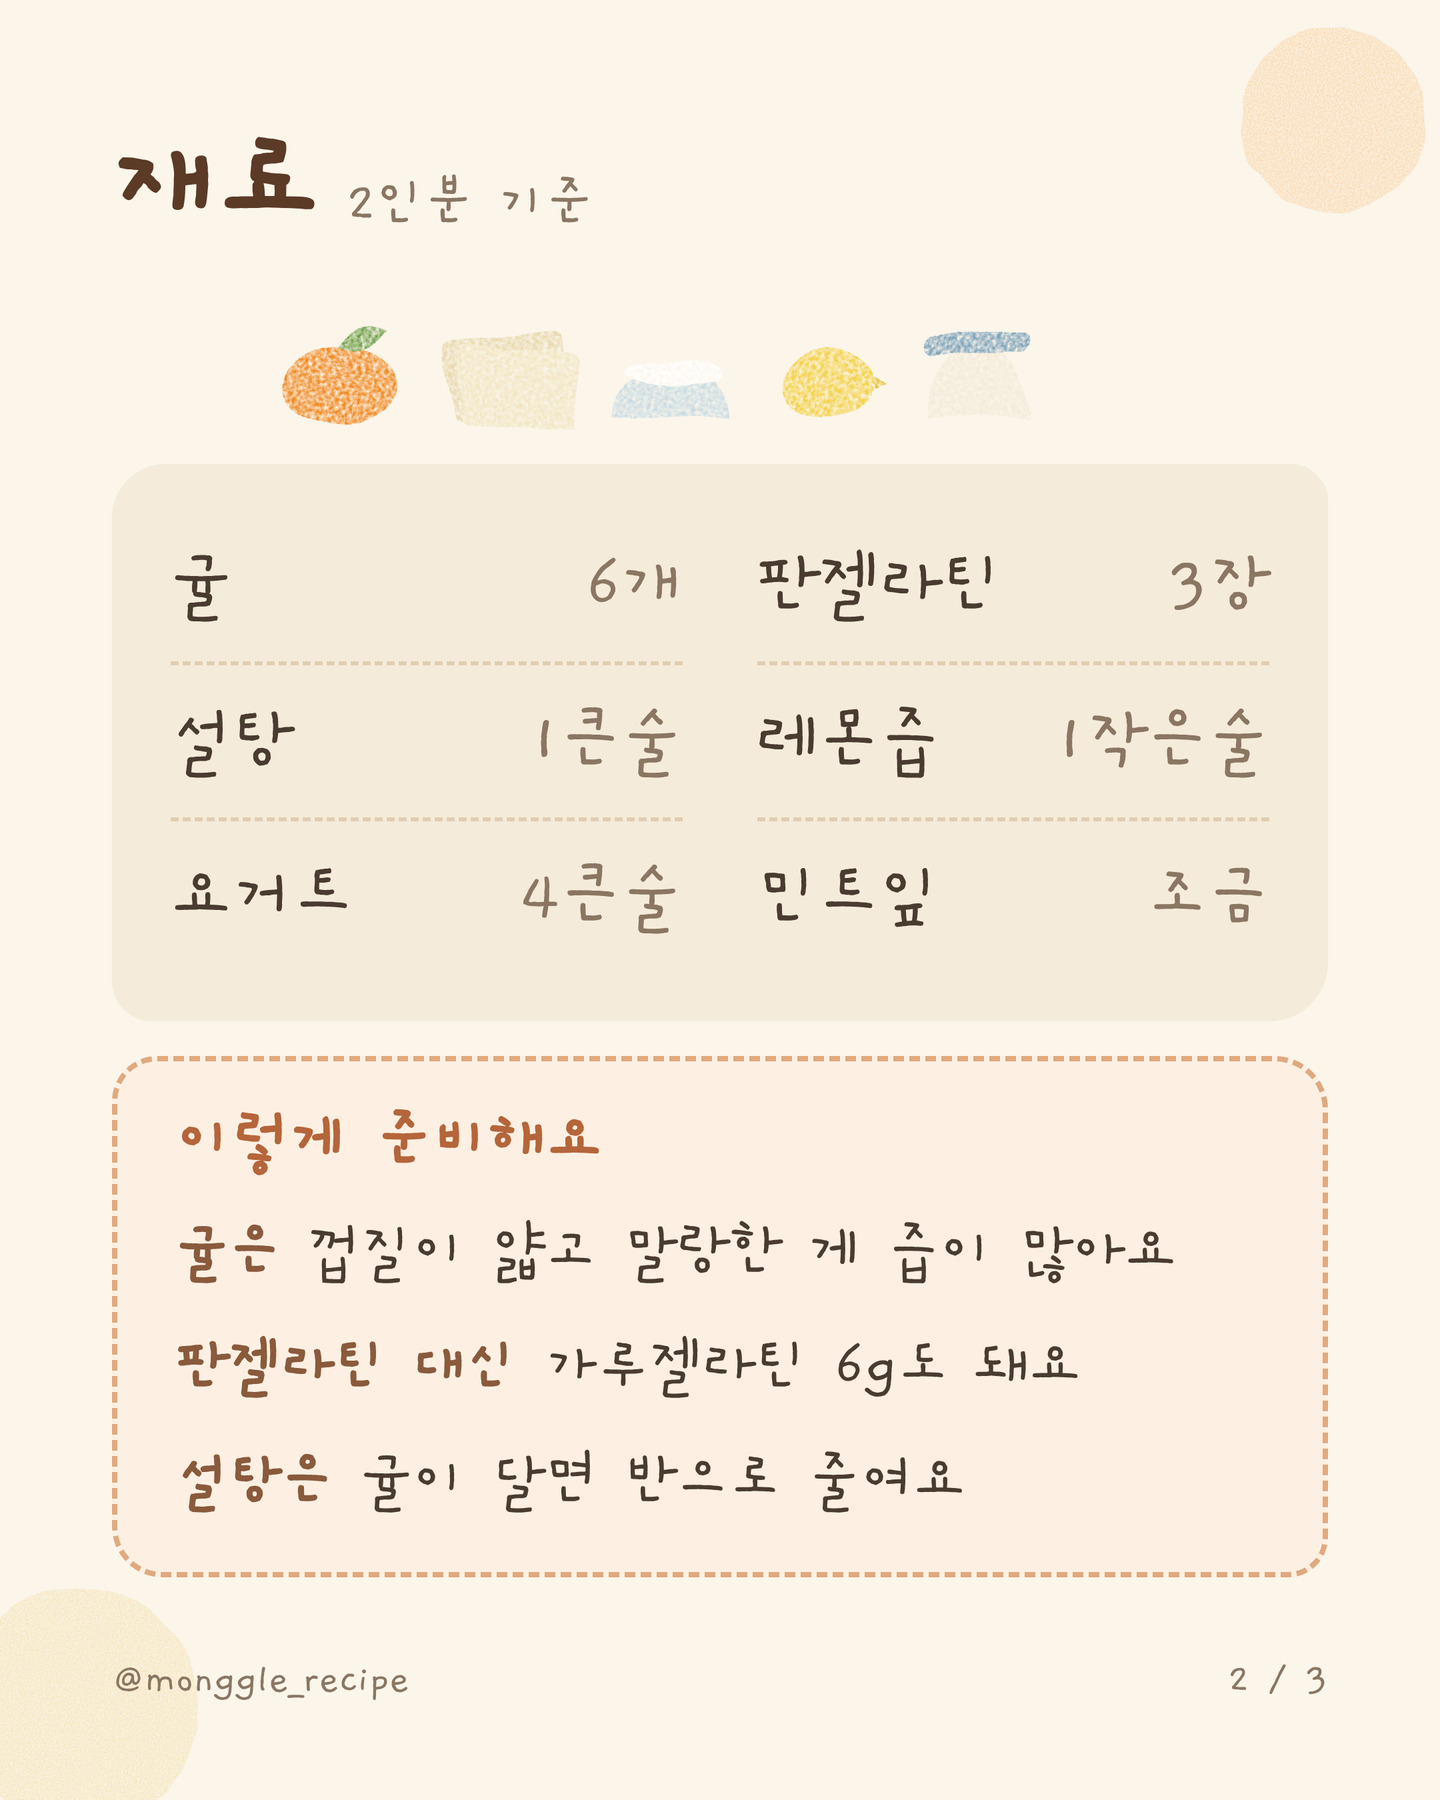 재료 2인분 기준
귤 6개 판젤라틴 3장
설탕 1큰술 레몬즙 1작은술
요거트 4큰술 민트잎 조금
이렇게 준비해요
귤은 껍질이 얇고 말랑한 게 즙이 많아요
판젤라틴 대신 가루젤라틴 6g도 돼요
설탕은 귤이 달면 반으로 줄여요
@monggle_recipe 2 / 3